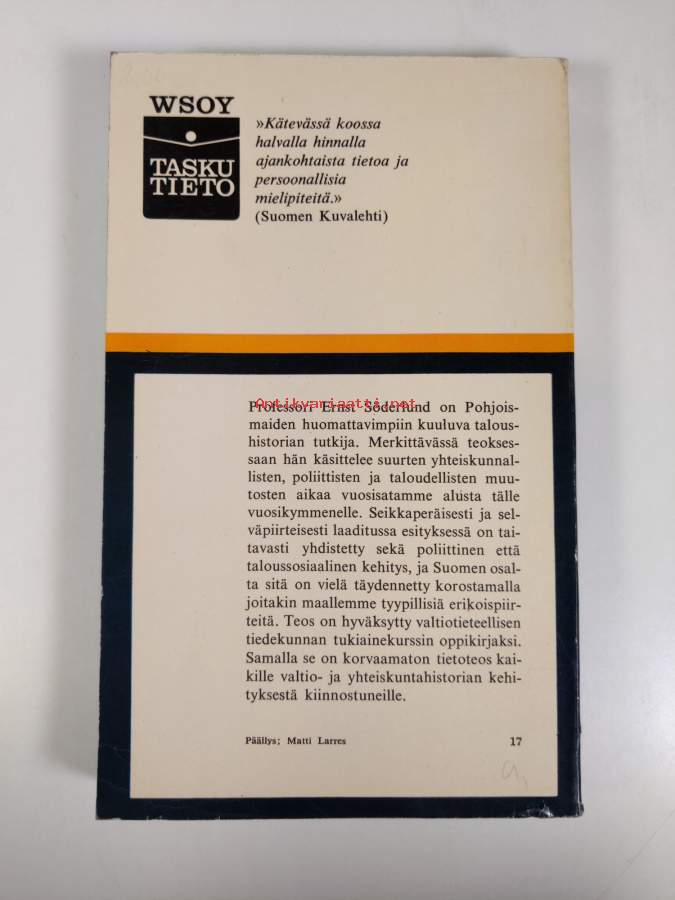 WSOY
TASKU
TIETO
»Kätevässä koossa
halvalla hinnalla
ajankohtaista tietoa ja
persoonallisia
mielipiteitä.»
(Suomen Kuvalehti)
Antikvariaatti.net
Professori Ernst Söderlund on Pohjois-
maiden huomattavimpiin kuuluva talous-
historian tutkija. Merkittävässä teokses-
saan hän käsittelee suurten yhteiskunnal-
listen, poliittisten ja taloudellisten muu-
tosten aikaa vuosisatamme alusta tälle
vuosikymmenelle. Seikkaperäisesti ja sel-
väpiirteisesti laaditussa esityksessä on tai-
tavasti yhdistetty sekä poliittinen että
taloussosiaalinen kehitys, ja Suomen osal-
ta sitä on vielä täydennetty korostamalla
joitakin maallemme tyypillisiä erikoispiir-
teitä. Teos on hyväksytty valtiotieteellisen
tiedekunnan tukiainekurssin oppikirjaksi.
Samalla se on korvaamaton tietoteos kai-
kille valtio- ja yhteiskuntahistorian kehi-
tyksestä kiinnostuneille.
Päällys; Matti Larres
17